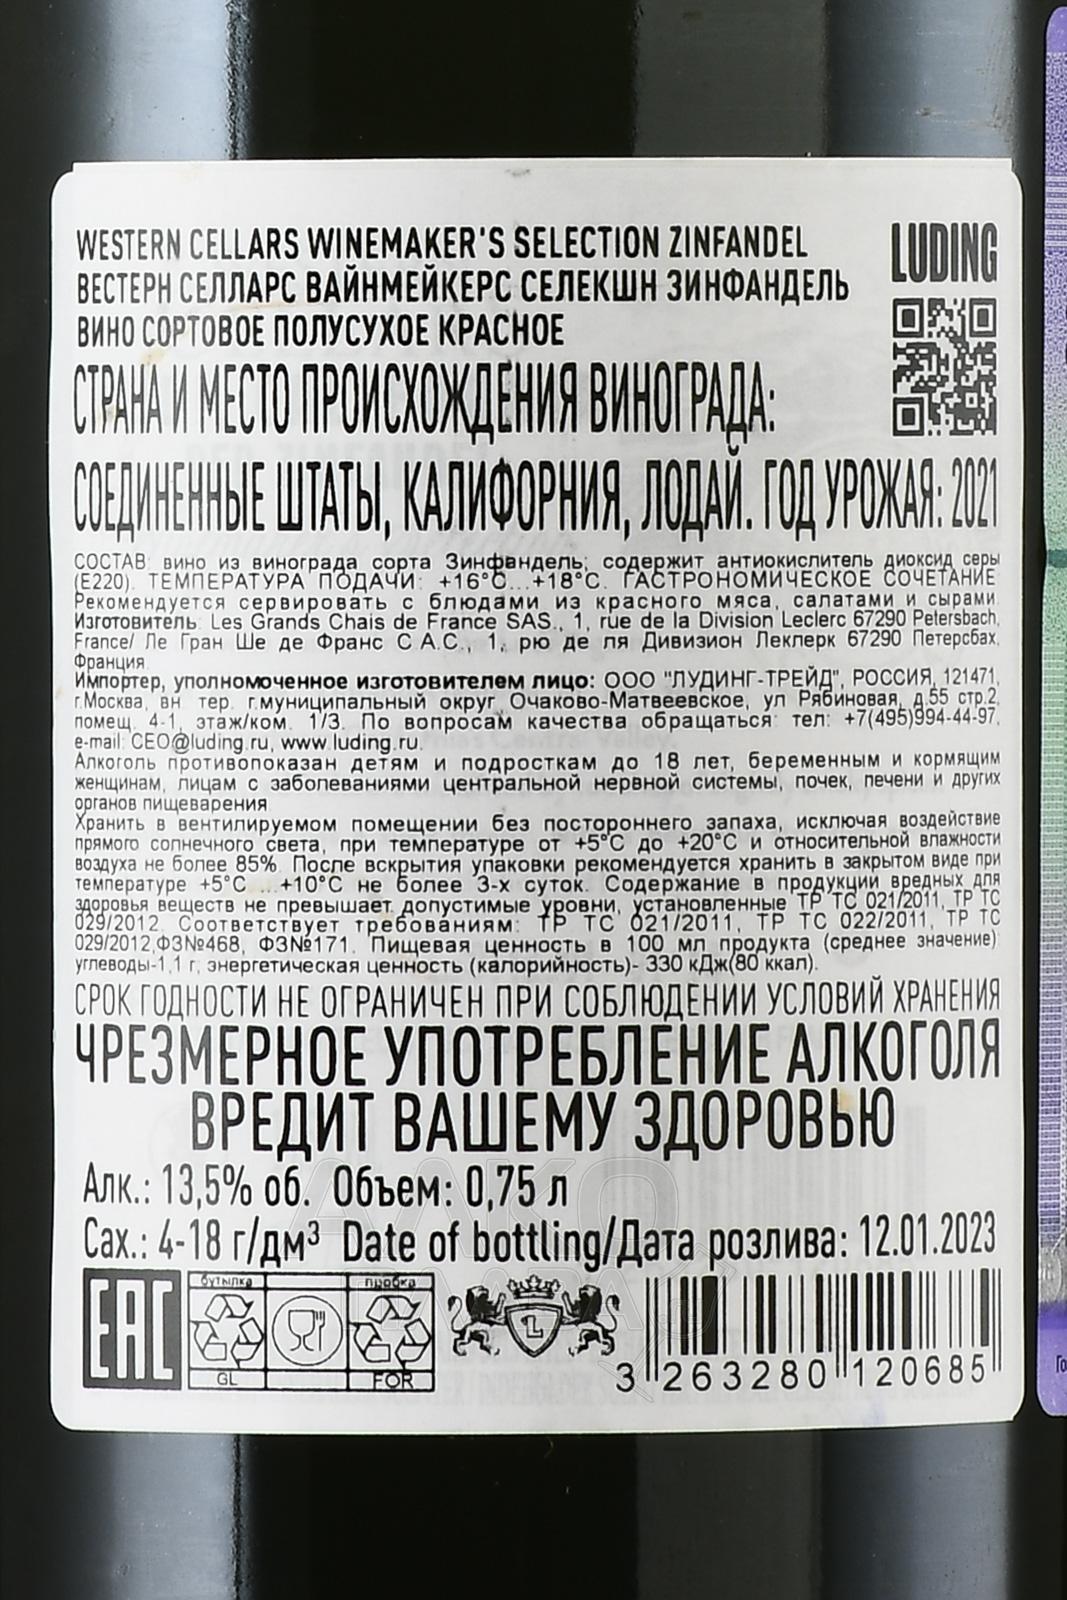 WESTERN CELLARS WINEMAKER'S SELECTION ZINFANDEL
LUDING
ВЕСТЕРН СЕЛЛАРС ВАЙНМЕЙКЕРС СЕЛЕКШН ЗИНФАНДЕЛЬ
ВИНО СОРТОВОЕ ПОЛУСУХОЕ КРАСНОЕ
СТРАНА И МЕСТО ПРОИСХОЖДЕНИЯ ВИНОГРАДА:
СОЕДИНЕННЫЕ ШТАТЫ, КАЛИФОРНИЯ, ЛОДАЙ. ГОД УРОЖАЯ: 2021
СОСТАВ: вино из винограда сорта Зинфандель; содержит антиокислитель диоксид серы
(Е220). ТЕМПЕРАТУРА ПОДАЧИ: +16°С...+18°С. ГАСТРОНОМИЧЕСКОЕ СОЧЕТАНИЕ:
Рекомендуется сервировать с блюдами из красного мяса, салатами и сырами.
Изготовитель: Les Grands Chais de France SAS., 1, rue de la Division Leclerc 67290 Petersbach,
France/ Ле Гран Ше де Франс С.А.С., 1, рю де ля Дивизион Леклерк 67290 Петерсбах,
Франция.
Импортер, уполномоченное изготовителем лицо: ООО "ЛУДИНГ-ТРЕЙД", РОССИЯ, 121471,
г.Москва, вн. тер. г.муниципальный округ Очаково-Матвеевское, ул Рябиновая, д.55 стр.2,
помещ. 4-1, этаж/ком. 1/3. По вопросам качества обращаться: тел: +7(495)994-44-97,
e-mail: CEO@luding.ru, www.luding.ru.
Алкоголь противопоказан детям и подросткам до 18 лет, беременным и кормящим
женщинам, лицам с заболеваниями центральной нервной системы, почек, печени и других
органов пищеварения
Хранить в вентилируемом помещении без постороннего запаха, исключая воздействие
прямого солнечного света, при температуре от +5°С до +20°С и относительной влажности
воздуха не более 85%. После вскрытия упаковки рекомендуется хранить в закрытом виде при
температуре +5°С ... +10°С не более 3-х суток. Содержание в продукции вредных для
здоровья веществ не превышает допустимые уровни, установленные ТР ТС 021/2011, ТР ТС
029/2012. Соответствует требованиям: ТР ТС 021/2011, ТР ТС 022/2011, ТР ТС
029/2012,ФЗ№468, ФЗ№171. Пищевая ценность в 100 мл продукта (среднее значение):
углеводы-1,1 г; энергетическая ценность (калорийность)- 330 кДж(80 ккал).
СРОК ГОДНОСТИ НЕ ОГРАНИЧЕН ПРИ СОБЛЮДЕНИИ УСЛОВИЙ ХРАНЕНИЯ
ЧРЕЗМЕРНОЕ УПОТРЕБЛЕНИЕ АЛКОГОЛЯ
ВРЕДИТ ВАШЕМУ ЗДОРОВЬЮ
Алк.: 13,5% об. Объем: 0,75 л
Сах.: 4-18 г/дм³ Date of bottling/Дата розлива: 12.01.2023
EAC
бутылка
пробка
GL
FOR
L
3 263280 120685